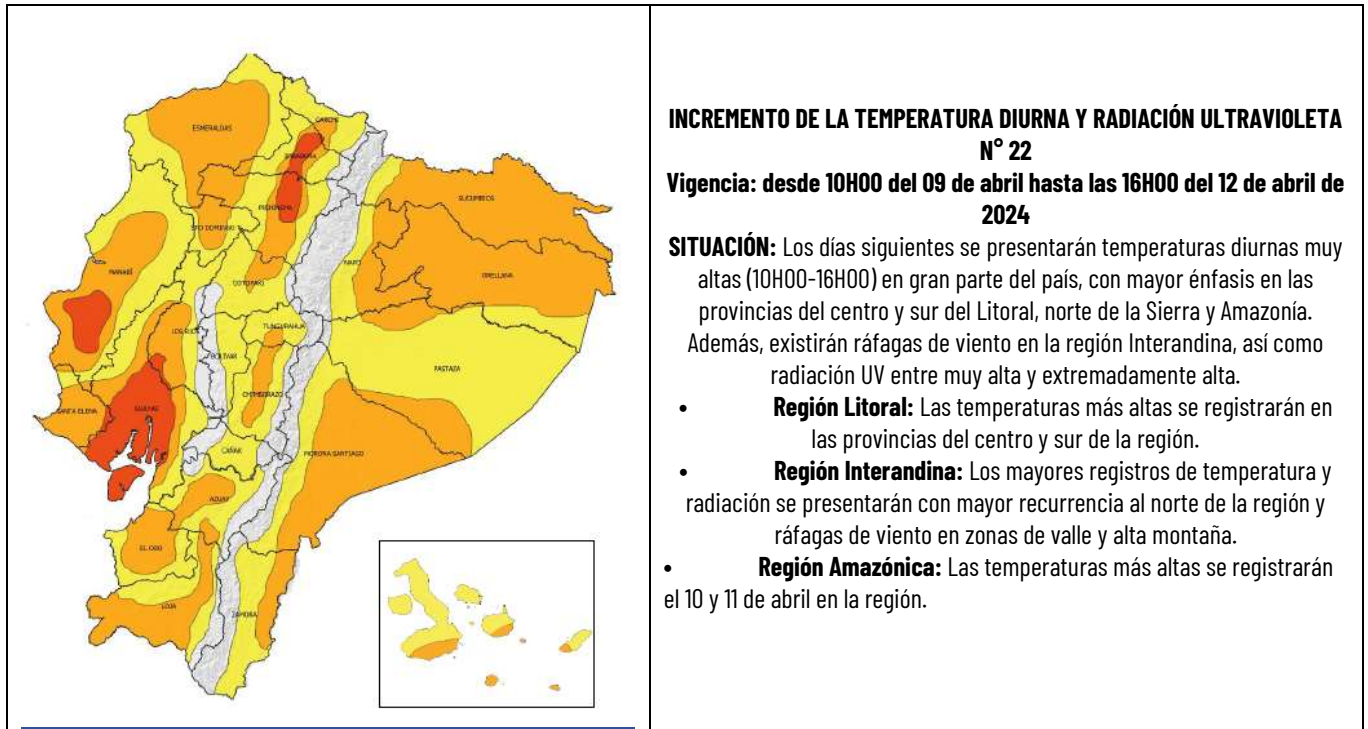 ESMERALDAS
CARCHI
IMBABURA
PICHINCHA
SUCUMBIOS
STO DOMINGO
NAPO
ORELLANA
MANABÍ
COTOPAXI
LOS RIOS
TUNGURAHUA
BOLIVAR
PASTAZA
CHIMBORAZO
SANTA ELENA
GUAYAS
CAÑAR
MORONA SANTIAGO
AZUAY
EL ORO
LOJA
ZAMORA
INCREMENTO DE LA TEMPERATURA DIURNA Y RADIACIÓN ULTRAVIOLETA
N° 22
Vigencia: desde 10H00 del 09 de abril hasta las 16H00 del 12 de abril de
2024
SITUACIÓN: Los días siguientes se presentarán temperaturas diurnas muy
altas (10H00-16H00) en gran parte del país, con mayor énfasis en las
provincias del centro y sur del Litoral, norte de la Sierra y Amazonía.
Además, existirán ráfagas de viento en la región Interandina, así como
radiación UV entre muy alta y extremadamente alta.
• Región Litoral: Las temperaturas más altas se registrarán en
las provincias del centro y sur de la región.
• Región Interandina: Los mayores registros de temperatura y
radiación se presentarán con mayor recurrencia al norte de la región y
ráfagas de viento en zonas de valle y alta montaña.
• Región Amazónica: Las temperaturas más altas se registrarán
el 10 y 11 de abril en la región.